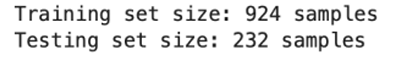 Training set size: 924 samples
Testing set size: 232 samples